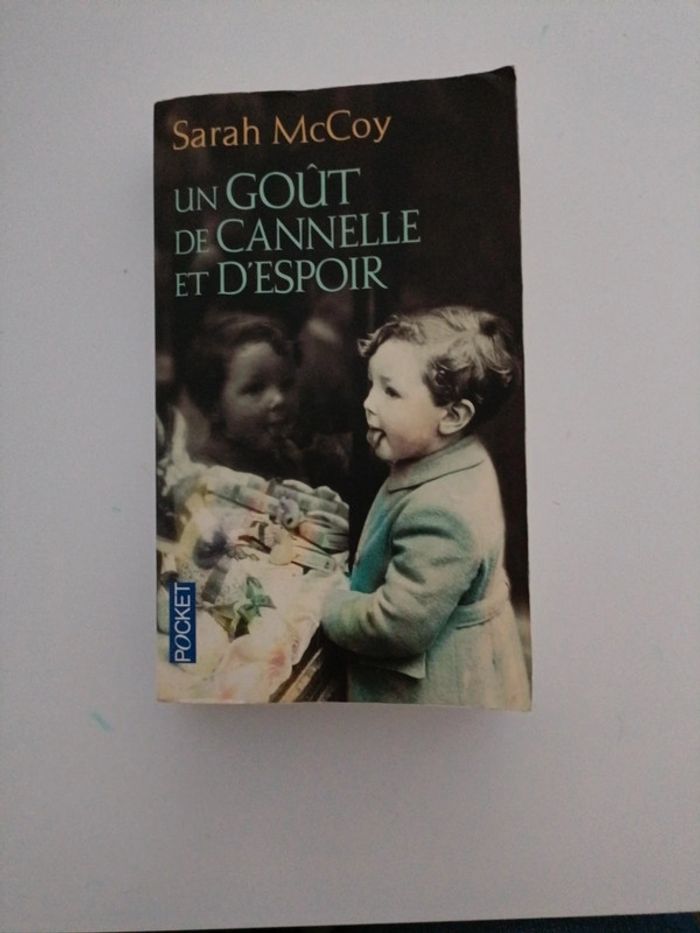 Sarah McCoy
UN GOÛT
DE CANNELLE
ET D'ESPOIR
POCKET